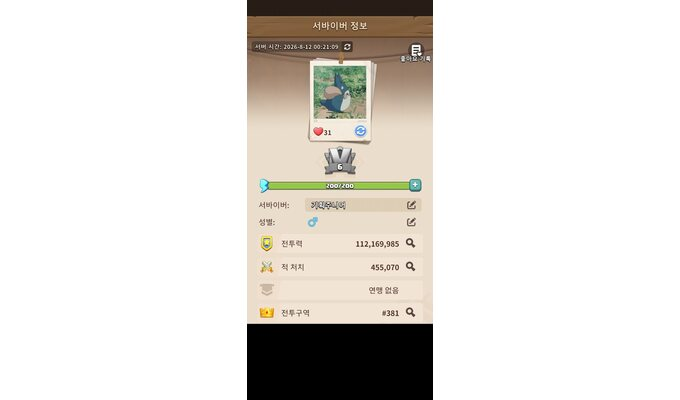 서바이버 정보
서버 시간: 2026-8-12 00:21:09
좋아요 기록
31
6
200/200
서바이버:
성별:
전투력 112,169,985
적 처치 455,070
연맹 없음
전투구역 #381